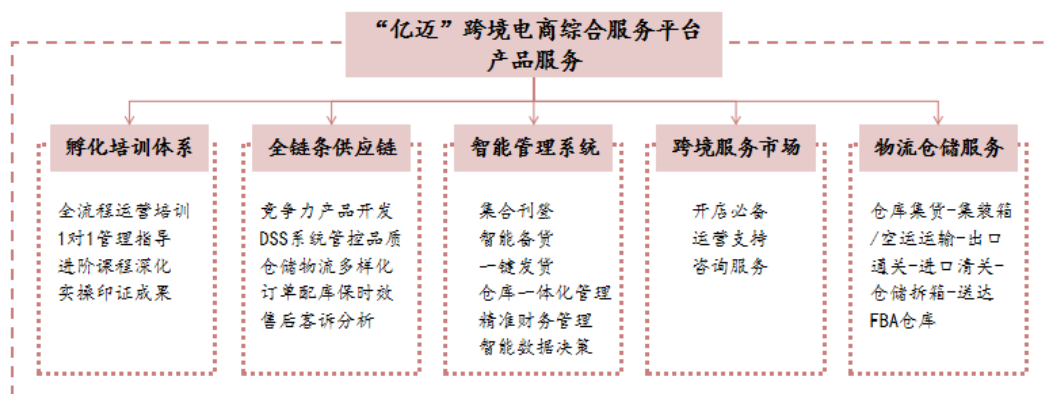 “亿迈”跨境电商综合服务平台
产品服务
孵化培训体系
全流程运营培训
1对1管理指导
进阶课程深化
实操印证成果
全链条供应链
竞争力产品开发
DSS系统管控品质
仓储物流多样化
订单配库保时效
售后客诉分析
智能管理系统
集合刊登
智能备货
一键发货
仓库一体化管理
精准财务管理
智能数据决策
跨境服务市场
开店必备
运营支持
咨询服务
物流仓储服务
仓库集货-集装箱
/空运运输-出口
通关-进口清关-
仓储拆箱-送达
FBA仓库